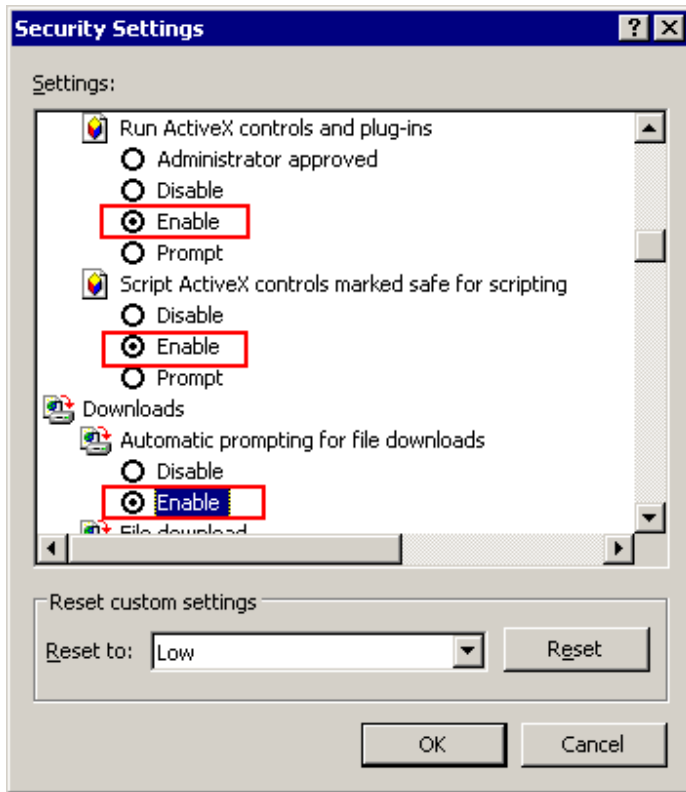 Security Settings
Settings:
Run ActiveX controls and plug-ins
Administrator approved
Disable
Enable
Prompt
Script ActiveX controls marked safe for scripting
Disable
Enable
Prompt
Downloads
Automatic prompting for file downloads
Disable
Enable
File download
Reset custom settings
Reset to: Low Reset
OK Cancel